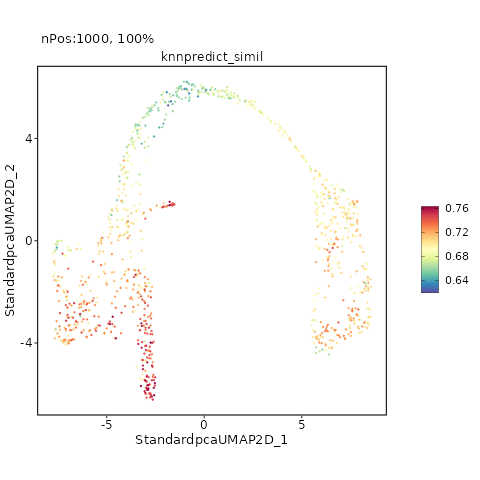 nPos:1000, 100%
knnpredict_simil
StandardpcaUMAP2D_2
4
0
-4
-5
0
5
StandardpcaUMAP2D_1
0.76
0.72
0.68
0.64